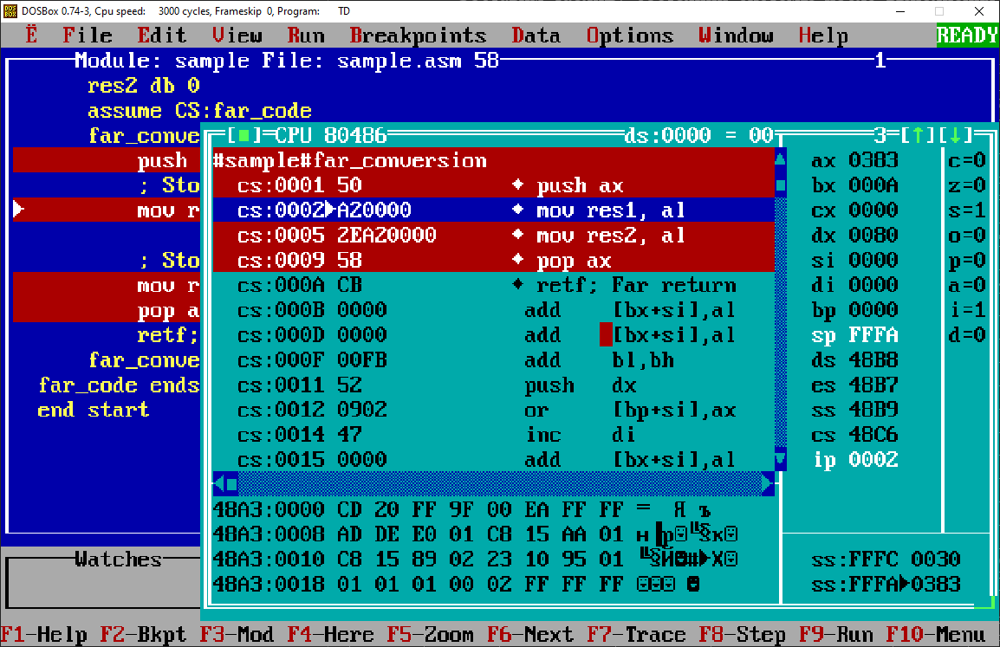 DOSBox 0.74-3, Cpu speed: 3000 cycles, Frameskip 0, Program: TD
Ё File Edit View Run Breakpoints Data Options Window Help READY
Module: sample File: sample.asm 58 1
res2 db 0
assume CS:far_code
far_conve
push
; Sto
mov r
; Sto
mov r
pop a
retf;
far_conve
far_code ends
end start
[■]=CPU 80486 ds:0000 = 00 3=[↑][↓]
#sample#far_conversion
cs:0001 50 ♦ push ax
cs:0002►A20000 ♦ mov res1, al
cs:0005 2EA20000 ♦ mov res2, al
cs:0009 58 ♦ pop ax
cs:000A CB ♦ retf; Far return
cs:000B 0000 add [bx+si],al
cs:000D 0000 add [bx+si],al
cs:000F 00FB add bl,bh
cs:0011 52 push dx
cs:0012 0902 or [bp+si],ax
cs:0014 47 inc di
cs:0015 0000 add [bx+si],al
ax 0383 c=0
bx 000A z=0
cx 0000 s=1
dx 0080 o=0
si 0000 p=0
di 0000 a=0
bp 0000 i=1
sp FFFA d=0
ds 48B8
es 48B7
ss 48B9
cs 48C6
ip 0002
48A3:0000 CD 20 FF 9F 00 EA FF FF = Я ъ
48A3:0008 AD DE E0 01 C8 15 AA 01 н▐р☺╚§к☺
48A3:0010 C8 15 89 02 23 10 95 01 ╚§Й☻#►Х☺
48A3:0018 01 01 01 00 02 FF FF FF ☺☺☺ ☻
ss:FFFC 0030
ss:FFFA►0383
Watches
F1-Help F2-Bkpt F3-Mod F4-Here F5-Zoom F6-Next F7-Trace F8-Step F9-Run F10-Menu